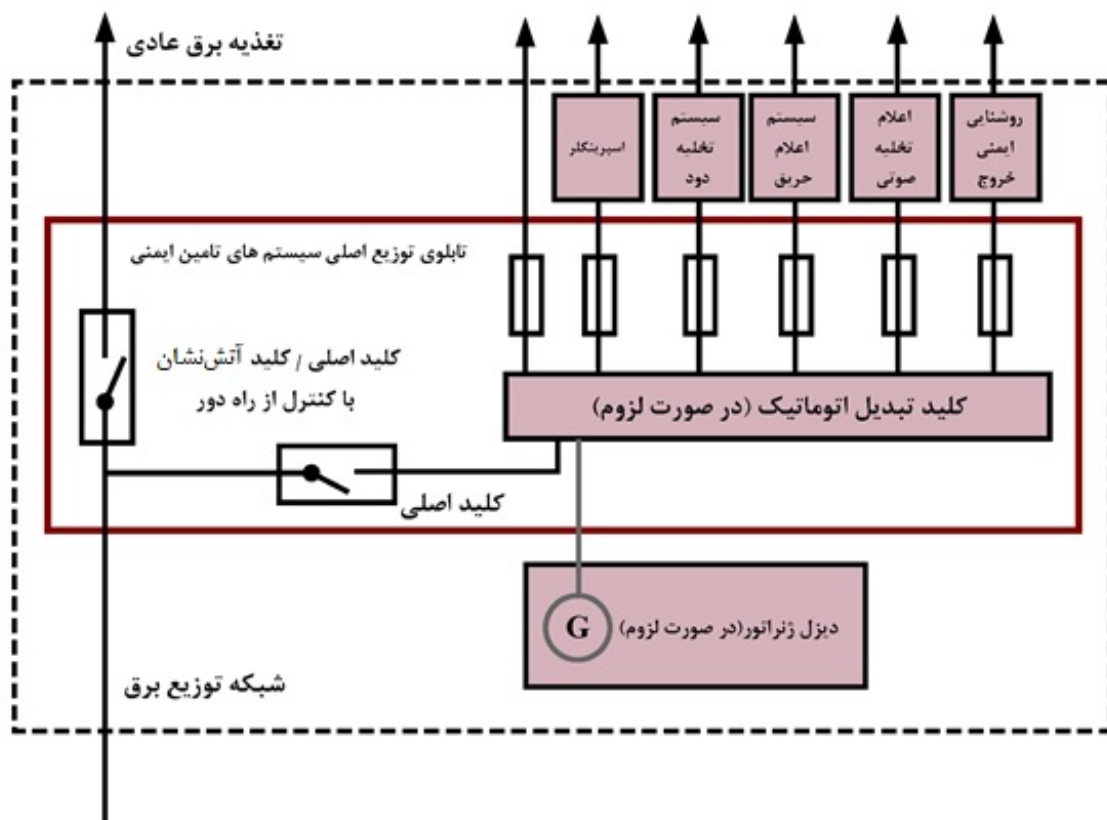 تغذیه برق عادی
روشنایی
ایمنی
خروج
اعلام
تخلیه
صوتی
سیستم
اعلام
حریق
سیستم
تخلیه
دود
اسپرینکلر
تابلوی توزیع اصلی سیستم های تامین ایمنی
کلید اصلی / کلید آتش‌نشان
با کنترل از راه دور
کلید تبدیل اتوماتیک (در صورت لزوم)
کلید اصلی
دیزل ژنراتور(در صورت لزوم)
G
شبکه توزیع برق